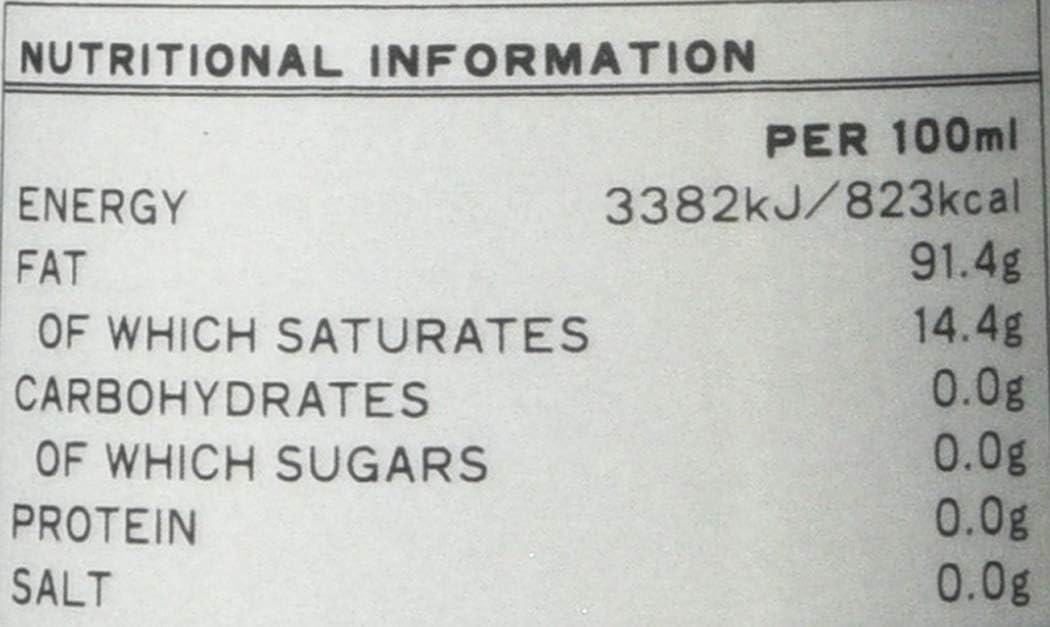 NUTRITIONAL INFORMATION
PER 100ml
ENERGY 3382kJ/823kcal
FAT 91.4g
OF WHICH SATURATES 14.4g
CARBOHYDRATES 0.0g
OF WHICH SUGARS 0.0g
PROTEIN 0.0g
SALT 0.0g